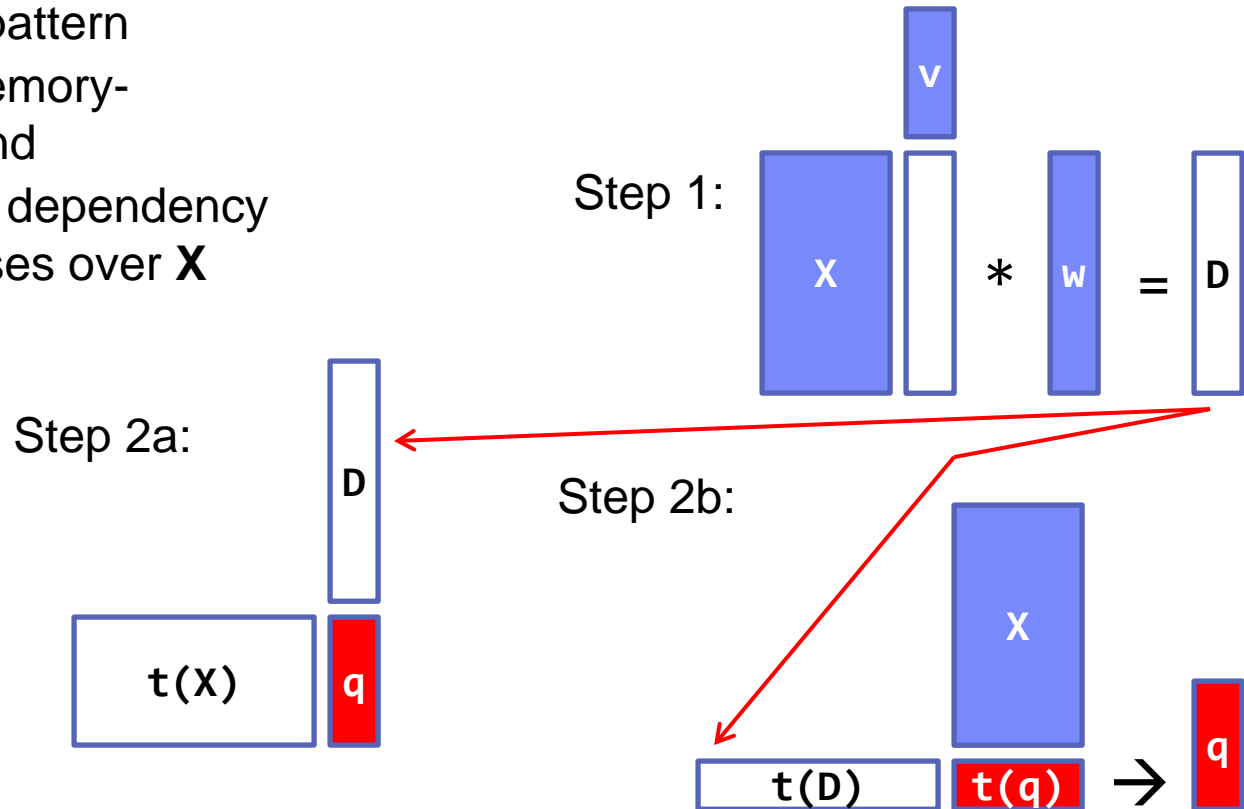 pattern
emory-
nd
dependency
ses over X
v
Step 1:
X
*
w
=
D
Step 2a:
D
t(X)
q
Step 2b:
X
t(D)
t(q)
→
q